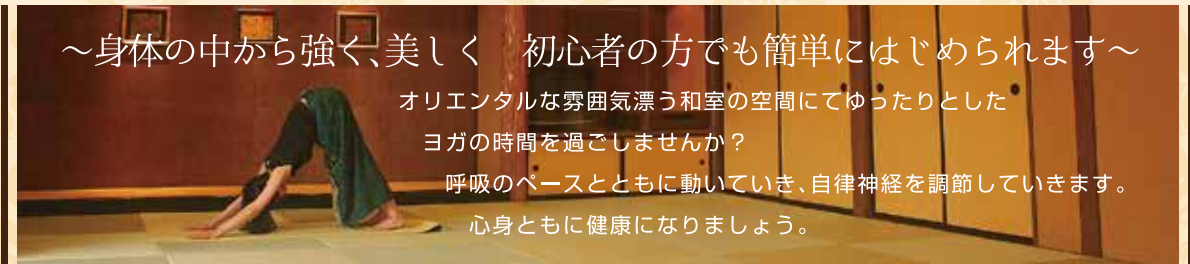 ～身体の中から強く、美しく　初心者の方でも簡単にはじめられます～
オリエンタルな雰囲気漂う和室の空間にてゆったりとした
ヨガの時間を過ごしませんか？
呼吸のペースとともに動いていき、自律神経を調節していきます。
心身ともに健康になりましょう。